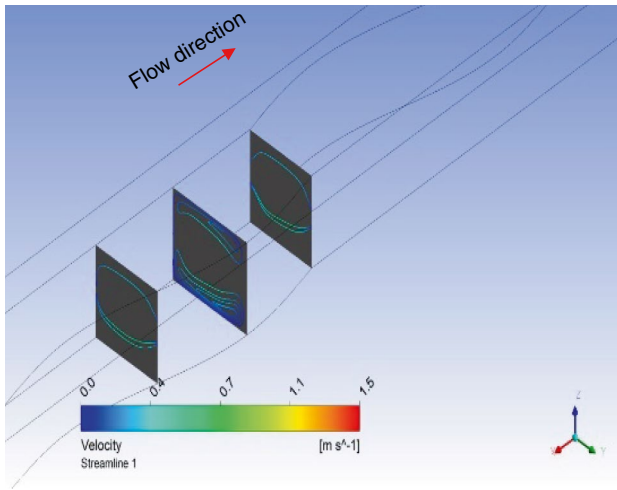 Flow direction
0.0
0.4
0.7
1.1
1.5
Velocity
[m s^-1]
Streamline 1
Z
Y